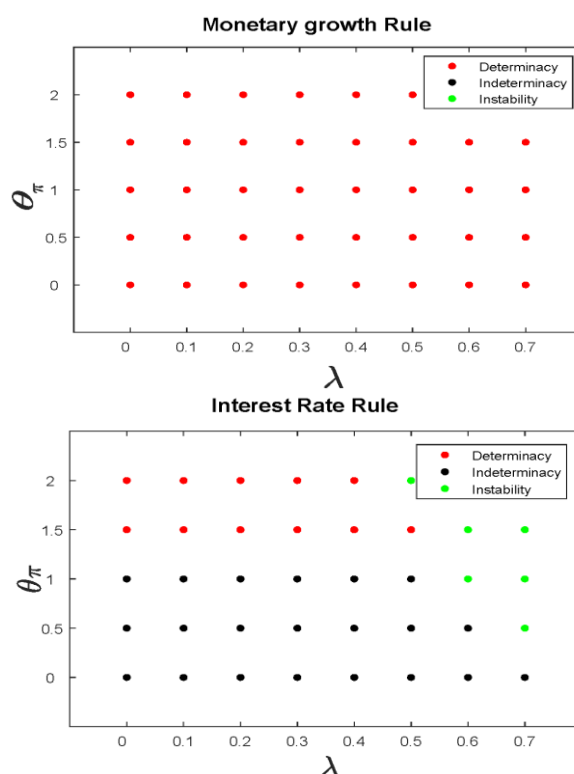 Monetary growth Rule
Determinacy
Indeterminacy
Instability
2
1.5
1
0.5
0
θπ
0 0.1 0.2 0.3 0.4 0.5 0.6 0.7
λ
Interest Rate Rule
Determinacy
Indeterminacy
Instability
2
1.5
1
0.5
0
θπ
0 0.1 0.2 0.3 0.4 0.5 0.6 0.7
λ